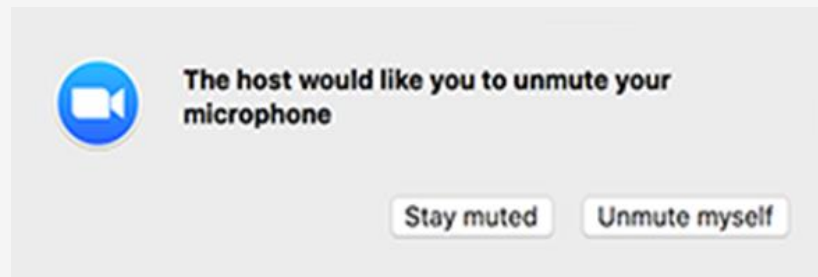 The host would like you to unmute your
microphone
Stay muted
Unmute myself